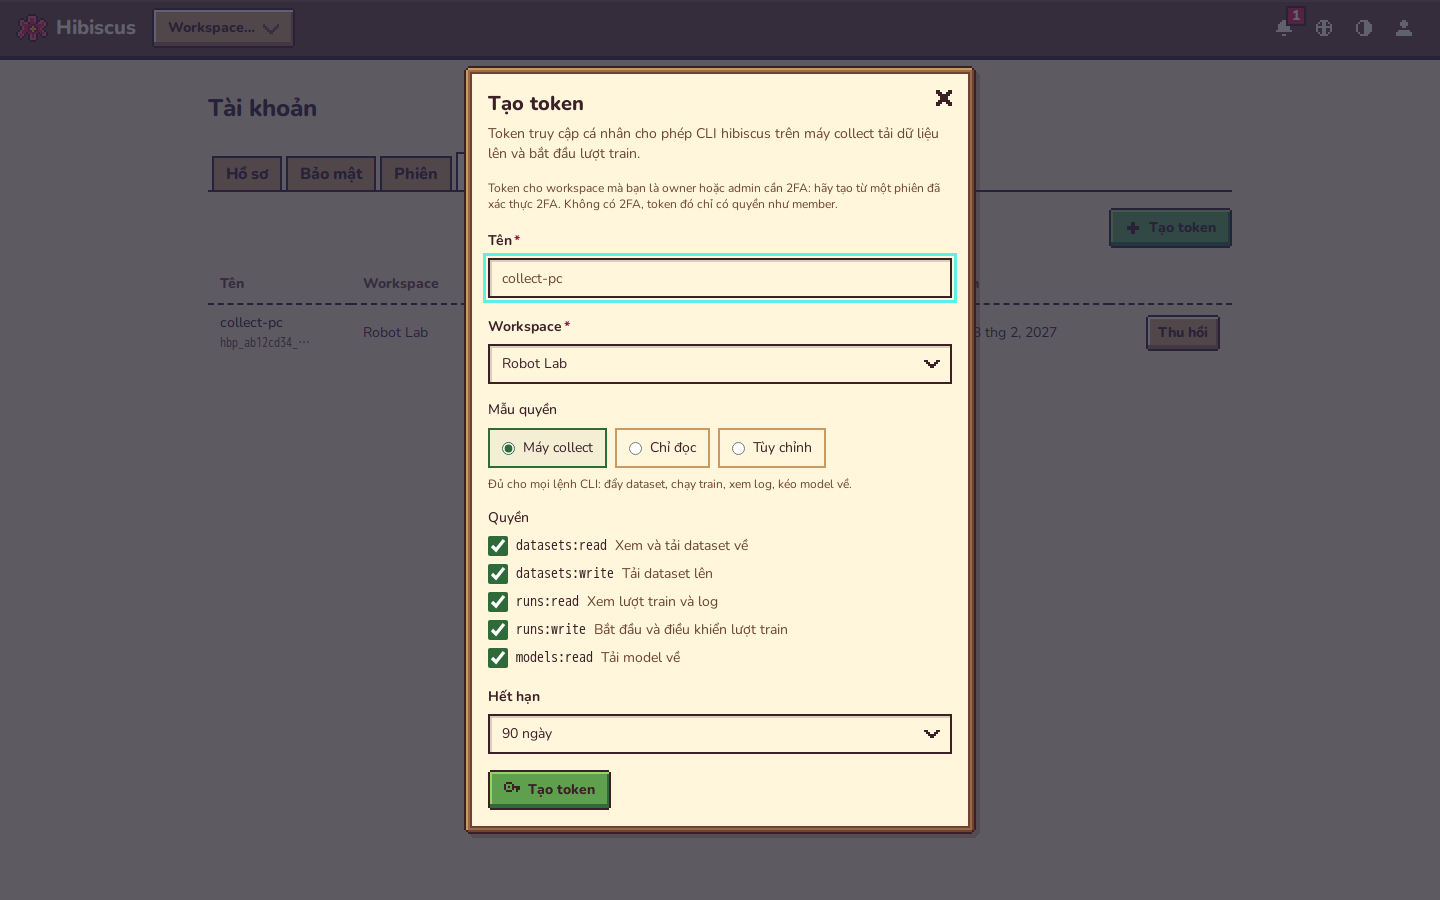 Hibiscus
Workspace...
1
Tài khoản
Hồ sơ
Bảo mật
Phiên
Tạo token
Tên
Workspace
collect-pc
hbp_ab12cd34_…
Robot Lab
thg 2, 2027
Thu hồi
Tạo token
Token truy cập cá nhân cho phép CLI hibiscus trên máy collect tải dữ liệu
lên và bắt đầu lượt train.
Token cho workspace mà bạn là owner hoặc admin cần 2FA: hãy tạo từ một phiên đã
xác thực 2FA. Không có 2FA, token đó chỉ có quyền như member.
Tên*
collect-pc
Workspace*
Robot Lab
Mẫu quyền
Máy collect
Chỉ đọc
Tùy chỉnh
Đủ cho mọi lệnh CLI: đẩy dataset, chạy train, xem log, kéo model về.
Quyền
datasets:read Xem và tải dataset về
datasets:write Tải dataset lên
runs:read Xem lượt train và log
runs:write Bắt đầu và điều khiển lượt train
models:read Tải model về
Hết hạn
90 ngày
Tạo token